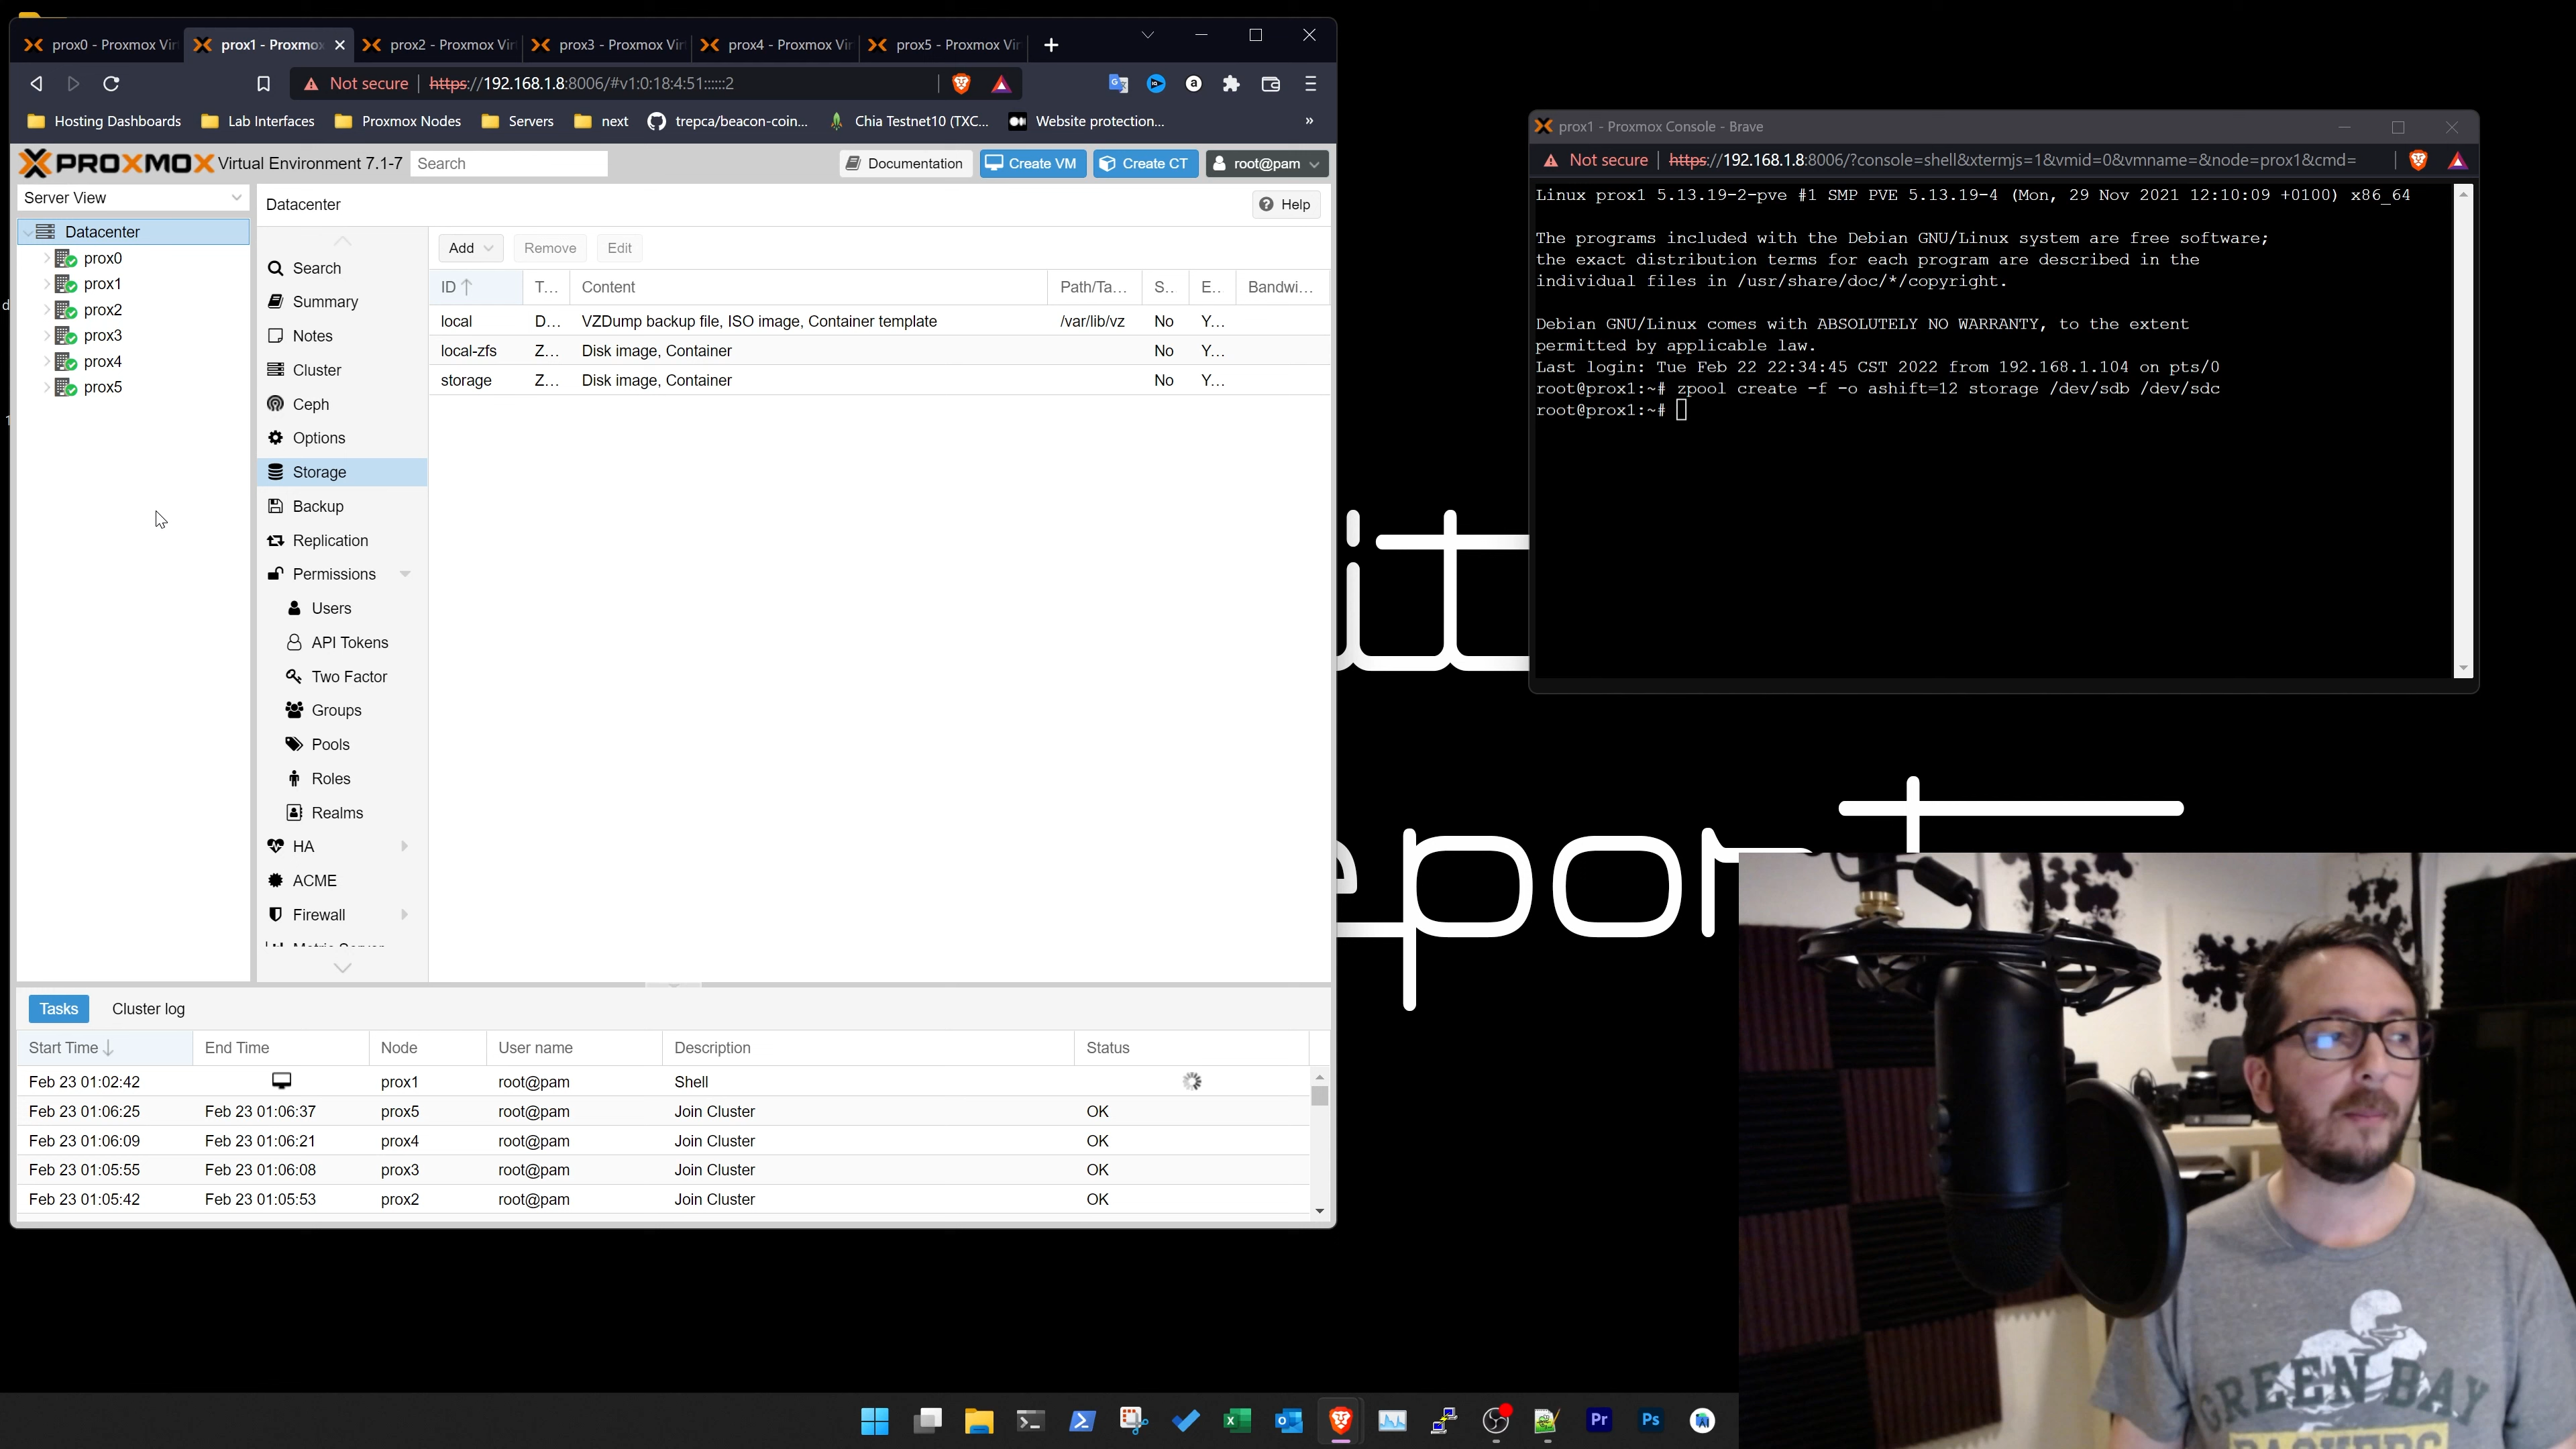 prox0 - Proxmox Vir
prox1 - Proxmox
prox2 - Proxmox Vir
prox3 - Proxmox Vir
prox4 - Proxmox Vir
prox5 - Proxmox Vir
Not secure
https://192.168.1.8:8006/#v1:0:18:4:51::::::2
Hosting Dashboards
Lab Interfaces
Proxmox Nodes
Servers
next
trepca/beacon-coin...
Chia Testnet10 (TXC...
Website protection...
»
PROXMOX Virtual Environment 7.1-7
Search
Documentation
Create VM
Create CT
root@pam
Server View
Datacenter
prox0
prox1
prox2
prox3
prox4
prox5
Datacenter
Help
Search
Summary
Notes
Cluster
Ceph
Options
Storage
Backup
Replication
Permissions
Users
API Tokens
Two Factor
Groups
Pools
Roles
Realms
HA
ACME
Firewall
Add
Remove
Edit
ID T... Content Path/Ta... S.. E.. Bandwi...
local D... VZDump backup file, ISO image, Container template /var/lib/vz No Y...
local-zfs Z... Disk image, Container No Y...
storage Z... Disk image, Container No Y...
Tasks
Cluster log
Start Time End Time Node User name Description Status
Feb 23 01:02:42 prox1 root@pam Shell
Feb 23 01:06:25 Feb 23 01:06:37 prox5 root@pam Join Cluster OK
Feb 23 01:06:09 Feb 23 01:06:21 prox4 root@pam Join Cluster OK
Feb 23 01:05:55 Feb 23 01:06:08 prox3 root@pam Join Cluster OK
Feb 23 01:05:42 Feb 23 01:05:53 prox2 root@pam Join Cluster OK
prox1 - Proxmox Console - Brave
Not secure
https://192.168.1.8:8006/?console=shell&xtermjs=1&vmid=0&vmname=&node=prox1&cmd=
Linux prox1 5.13.19-2-pve #1 SMP PVE 5.13.19-4 (Mon, 29 Nov 2021 12:10:09 +0100) x86_64
The programs included with the Debian GNU/Linux system are free software;
the exact distribution terms for each program are described in the
individual files in /usr/share/doc/*/copyright.
Debian GNU/Linux comes with ABSOLUTELY NO WARRANTY, to the extent
permitted by applicable law.
Last login: Tue Feb 22 22:34:45 CST 2022 from 192.168.1.104 on pts/0
root@prox1:~# zpool create -f -o ashift=12 storage /dev/sdb /dev/sdc
root@prox1:~#
it
eport
GREEN BAY
PACKERS
Pr
Ps